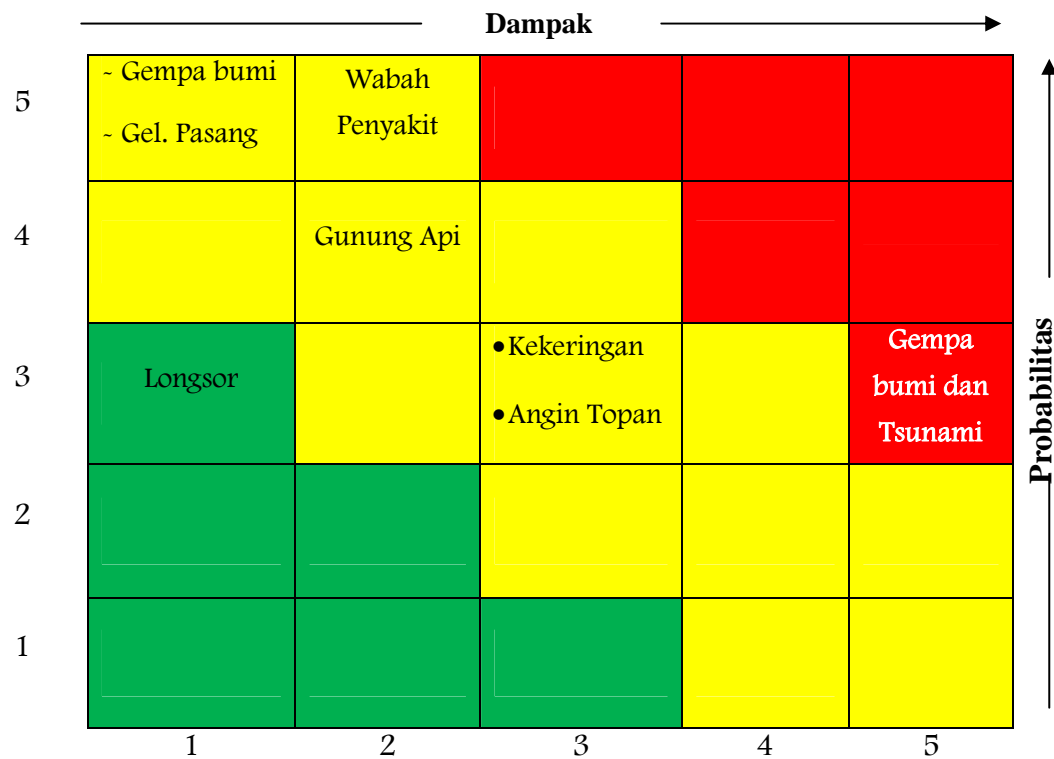 Dampak
5
- Gempa bumi
- Gel. Pasang
Wabah
Penyakit
4
Gunung Api
3
Longsor
•Kekeringan
•Angin Topan
Gempa
bumi dan
Tsunami
2
1
1
2
3
4
5
Probabilitas